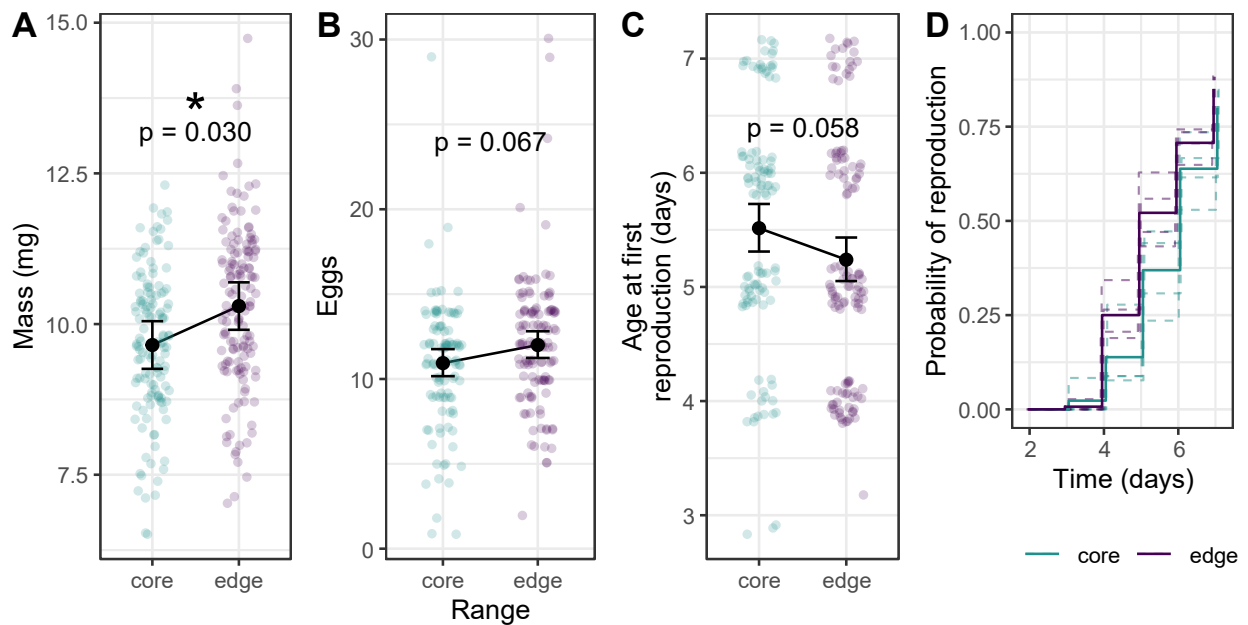 A
Mass (mg)
15.0
12.5
10.0
7.5
*
p = 0.030
core
edge
B
Eggs
30
20
10
0
p = 0.067
core
edge
Range
C
Age at first
reproduction (days)
7
6
5
4
3
p = 0.058
core
edge
D
Probability of reproduction
1.00
0.75
0.50
0.25
0.00
2
4
6
Time (days)
core
edge